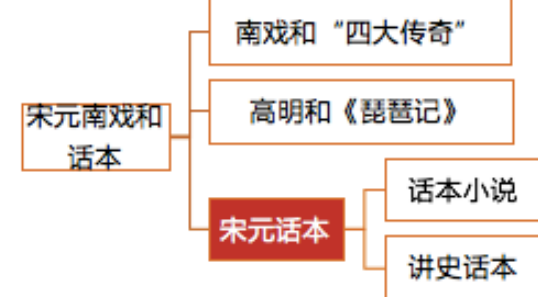 南戏和“四大传奇”
高明和《琵琶记》
宋元南戏和
话本
宋元话本
话本小说
讲史话本